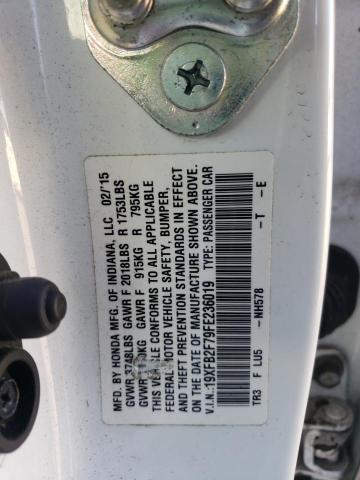 MFD. BY HONDA MFG. OF INDIANA, LLC 02/15
GVWR 3748LBS GAWR F 2018LBS R 1753LBS
GVWR KG GAWR F 915KG R 795KG
THIS VEHICLE CONFORMS TO ALL APPLICABLE
FEDERAL MOTOR VEHICLE SAFETY, BUMPER,
AND THEFT PREVENTION STANDARDS IN EFFECT
ON THE DATE OF MANUFACTURE SHOWN ABOVE.
V.I.N.:19XFB2F79FE236019 TYPE: PASSENGER CAR
TR3 F LU5 -NH578 -T -E